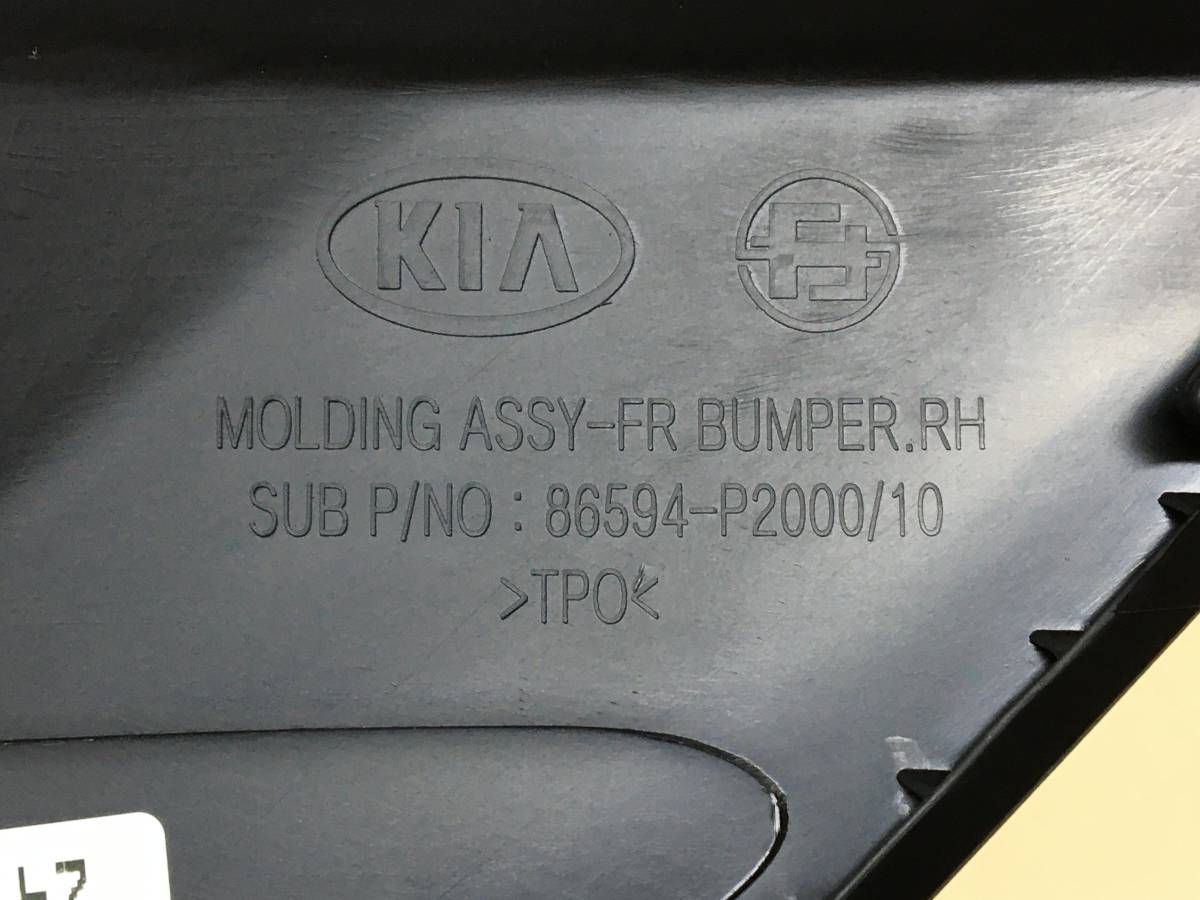 KIA
MOLDING ASSY-FR BUMPER.RH
SUB P/NO : 86594-P2000/10
>TPO<